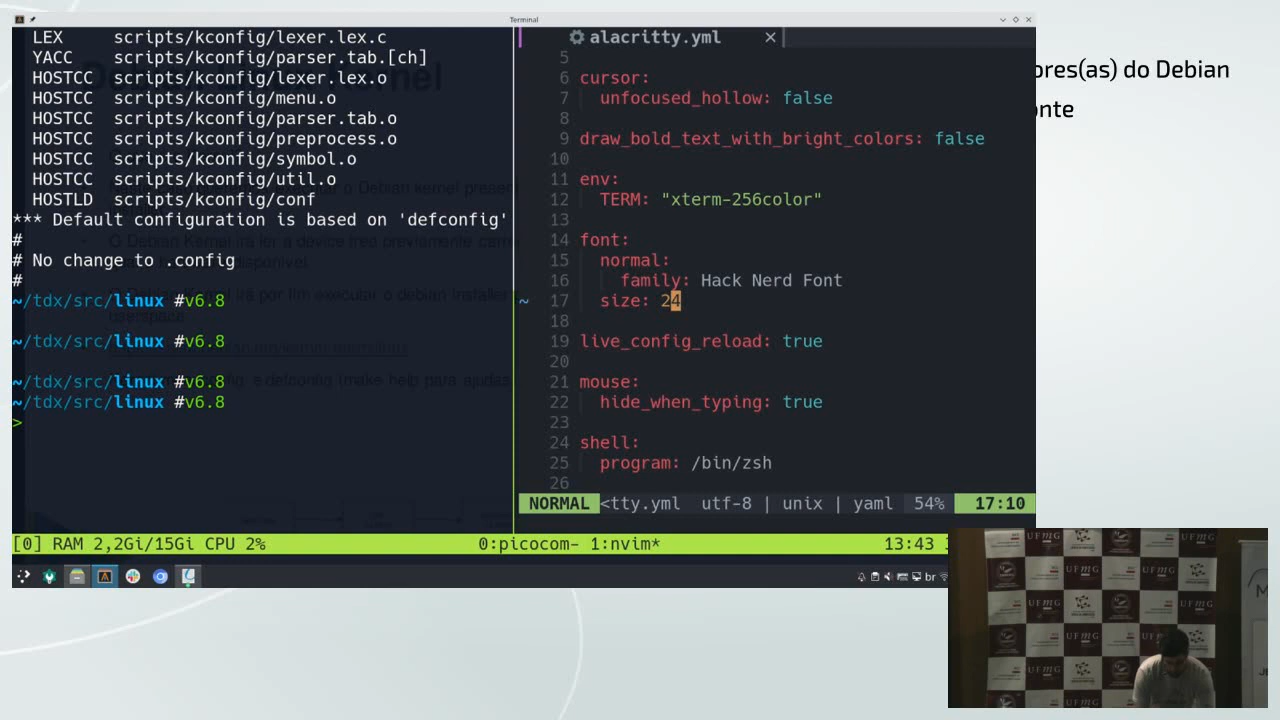 Terminal
LEX scripts/kconfig/lexer.lex.c
YACC scripts/kconfig/parser.tab.[ch]
HOSTCC scripts/kconfig/lexer.lex.o
HOSTCC scripts/kconfig/menu.o
HOSTCC scripts/kconfig/parser.tab.o
HOSTCC scripts/kconfig/preprocess.o
HOSTCC scripts/kconfig/symbol.o
HOSTCC scripts/kconfig/util.o
HOSTLD scripts/kconfig/conf
*** Default configuration is based on 'defconfig'
#
# No change to .config
#
~/tdx/src/linux #v6.8
~/tdx/src/linux #v6.8
~/tdx/src/linux #v6.8
~/tdx/src/linux #v6.8
>
alacritty.yml
5
6 cursor:
7 unfocused_hollow: false
8
9 draw_bold_text_with_bright_colors: false
10
11 env:
12 TERM: "xterm-256color"
13
14 font:
15 normal:
16 family: Hack Nerd Font
~ 17 size: 24
18
19 live_config_reload: true
20
21 mouse:
22 hide_when_typing: true
23
24 shell:
25 program: /bin/zsh
26
NORMAL <tty.yml utf-8 | unix | yaml 54% 17:10
[0] RAM 2,2Gi/15Gi CPU 2% 0:picocom- 1:nvim* 13:43
br
ores(as) do Debian
onte
UFMG